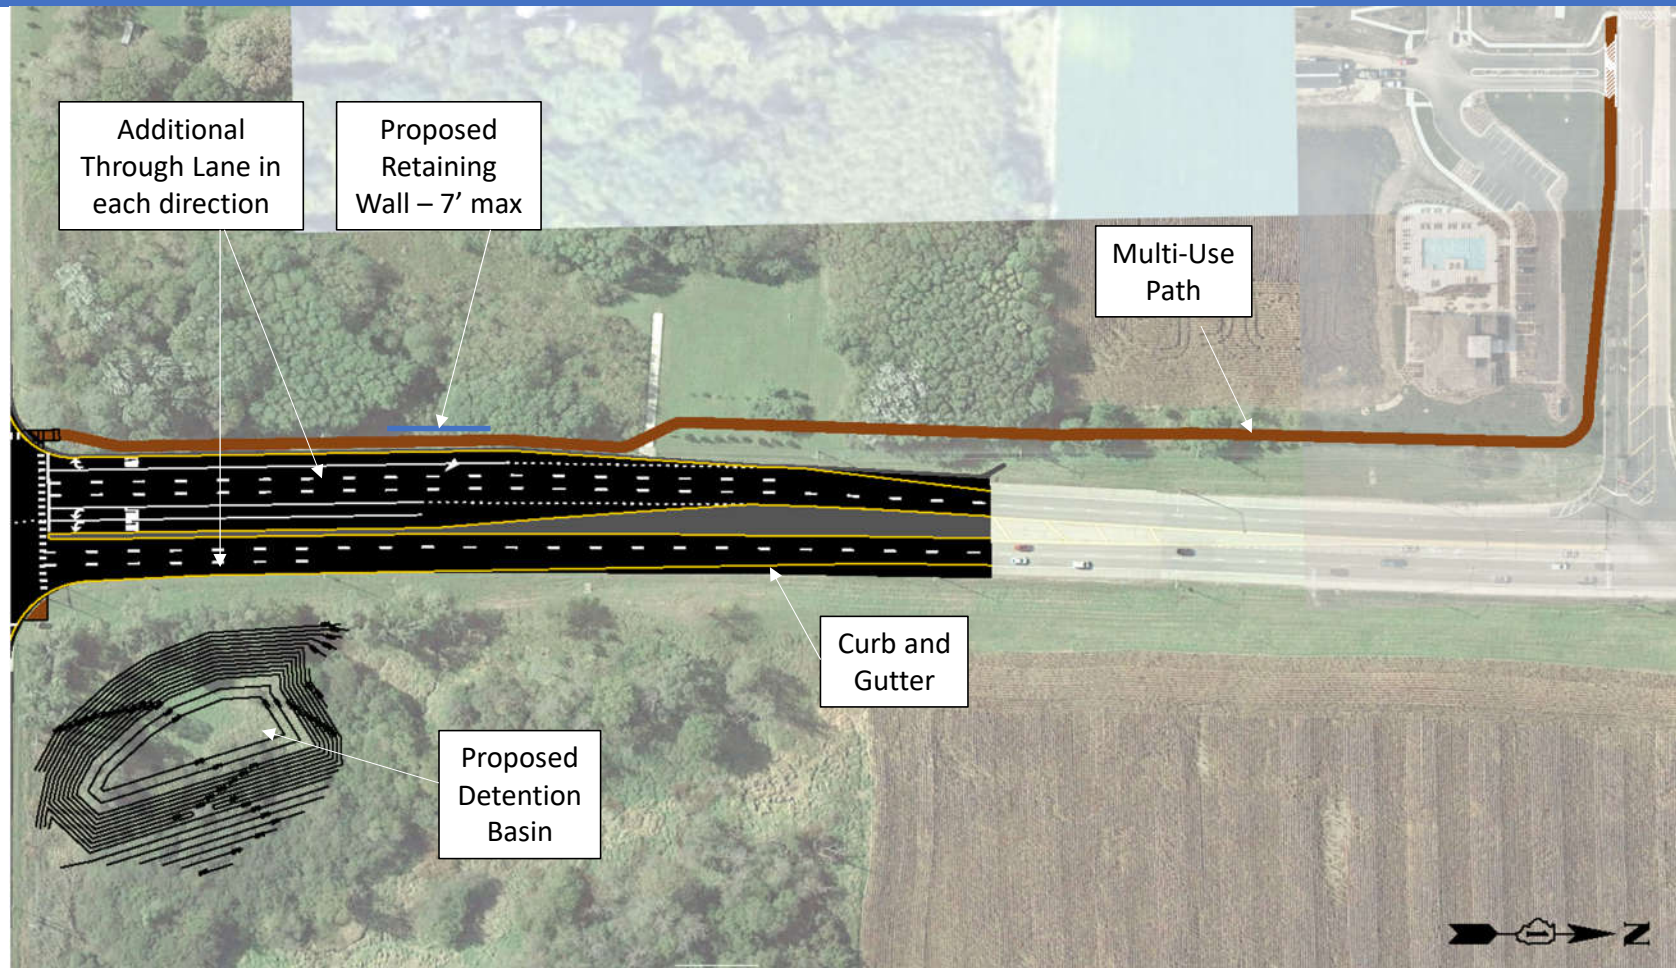 Additional
Through Lane in
each direction
Proposed
Retaining
Wall – 7’ max
Multi-Use
Path
Curb and
Gutter
Proposed
Detention
Basin
N